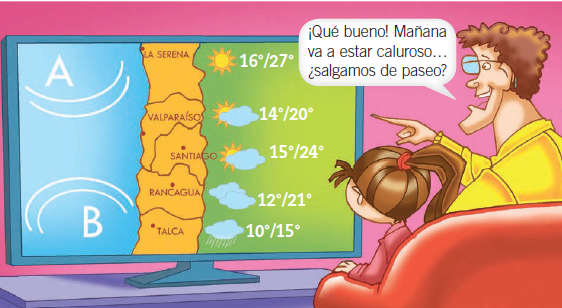 ¡Qué bueno! Mañana
va a estar caluroso…
¿salgamos de paseo?
A
LA SERENA
16°/27°
VALPARAÍSO
14°/20°
SANTIAGO
15°/24°
RANCAGUA
12°/21°
B
TALCA
10°/15°